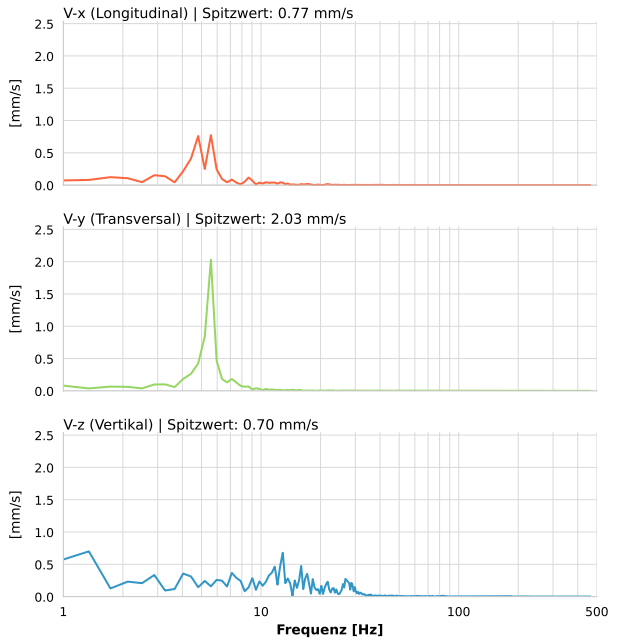 V-x (Longitudinal) | Spitzwert: 0.77 mm/s
2.5
2.0
1.5
1.0
0.5
0.0
[mm/s]
V-y (Transversal) | Spitzwert: 2.03 mm/s
2.5
2.0
1.5
1.0
0.5
0.0
[mm/s]
V-z (Vertikal) | Spitzwert: 0.70 mm/s
2.5
2.0
1.5
1.0
0.5
0.0
[mm/s]
1 10 100 500
Frequenz [Hz]